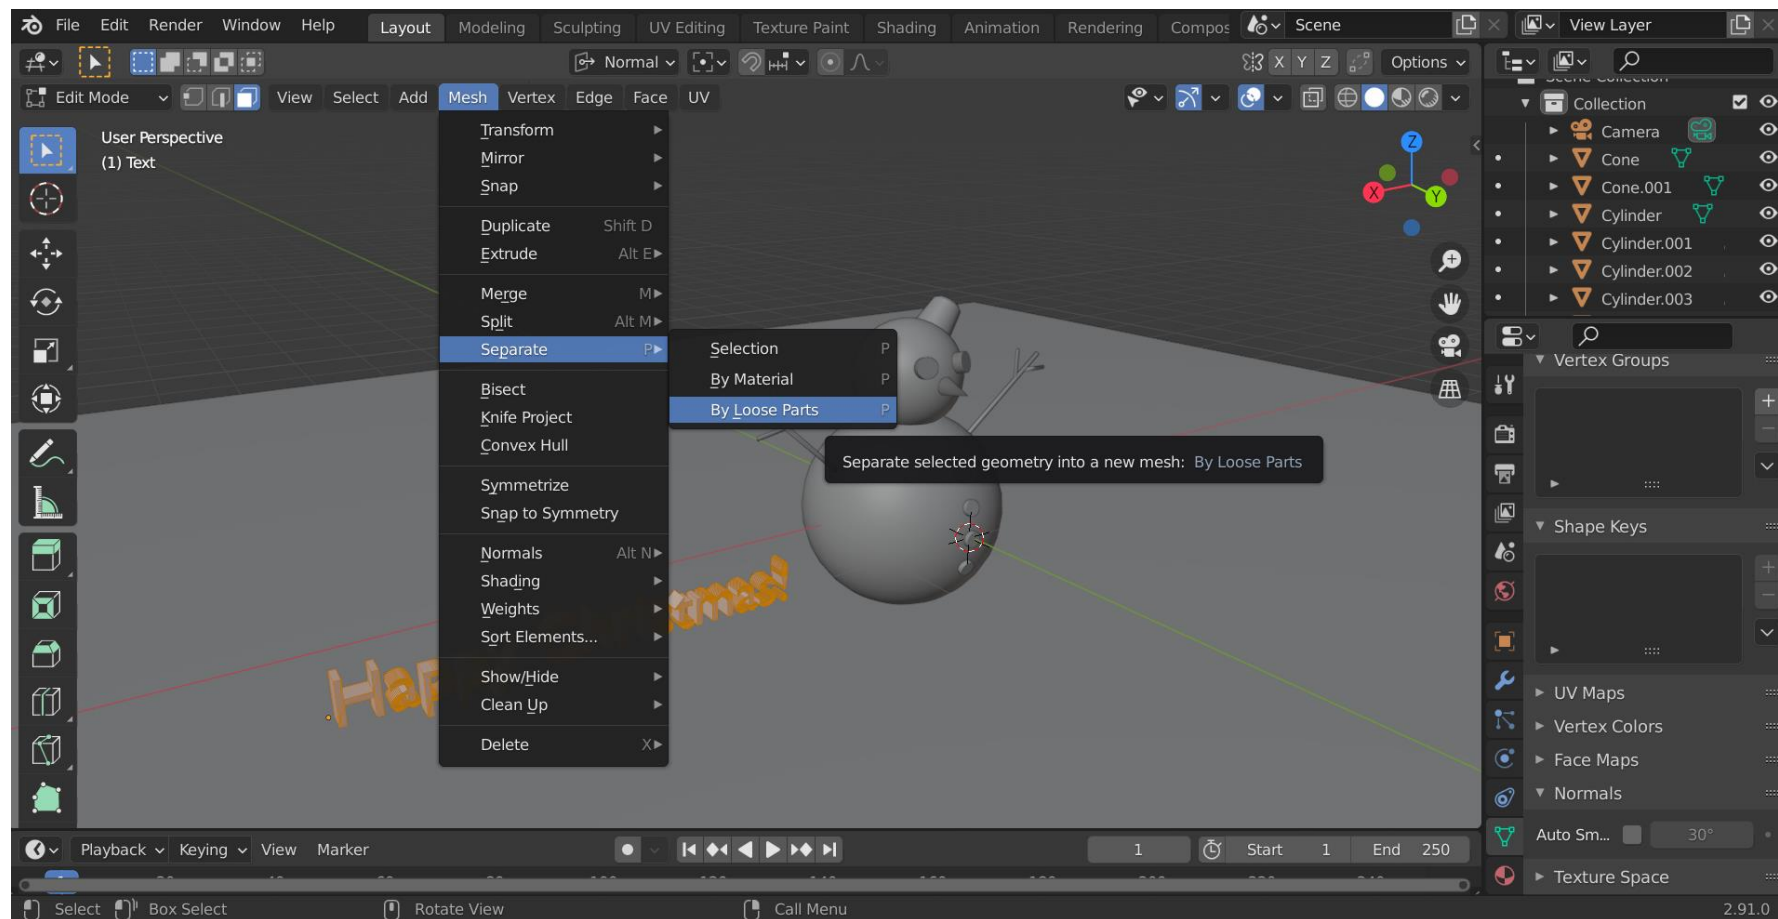 File Edit Render Window Help Layout Modeling Sculpting UV Editing Texture Paint Shading Animation Rendering Compos Scene View Layer
Normal X Y Z Options
Edit Mode View Select Add Mesh Vertex Edge Face UV
User Perspective
(1) Text
Transform
Mirror
Snap
Duplicate Shift D
Extrude Alt E
Merge M
Split Alt M
Separate P
Bisect
Knife Project
Convex Hull
Symmetrize
Snap to Symmetry
Normals Alt N
Shading
Weights
Sort Elements...
Show/Hide
Clean Up
Delete X
Selection P
By Material P
By Loose Parts P
Separate selected geometry into a new mesh: By Loose Parts
Z
X
Y
Scene Collection
Collection
Camera
Cone
Cone.001
Cylinder
Cylinder.001
Cylinder.002
Cylinder.003
Vertex Groups
Shape Keys
UV Maps
Vertex Colors
Face Maps
Normals
Auto Sm... 30°
Texture Space
Playback Keying View Marker 1 Start 1 End 250
Select Box Select Rotate View Call Menu 2.91.0